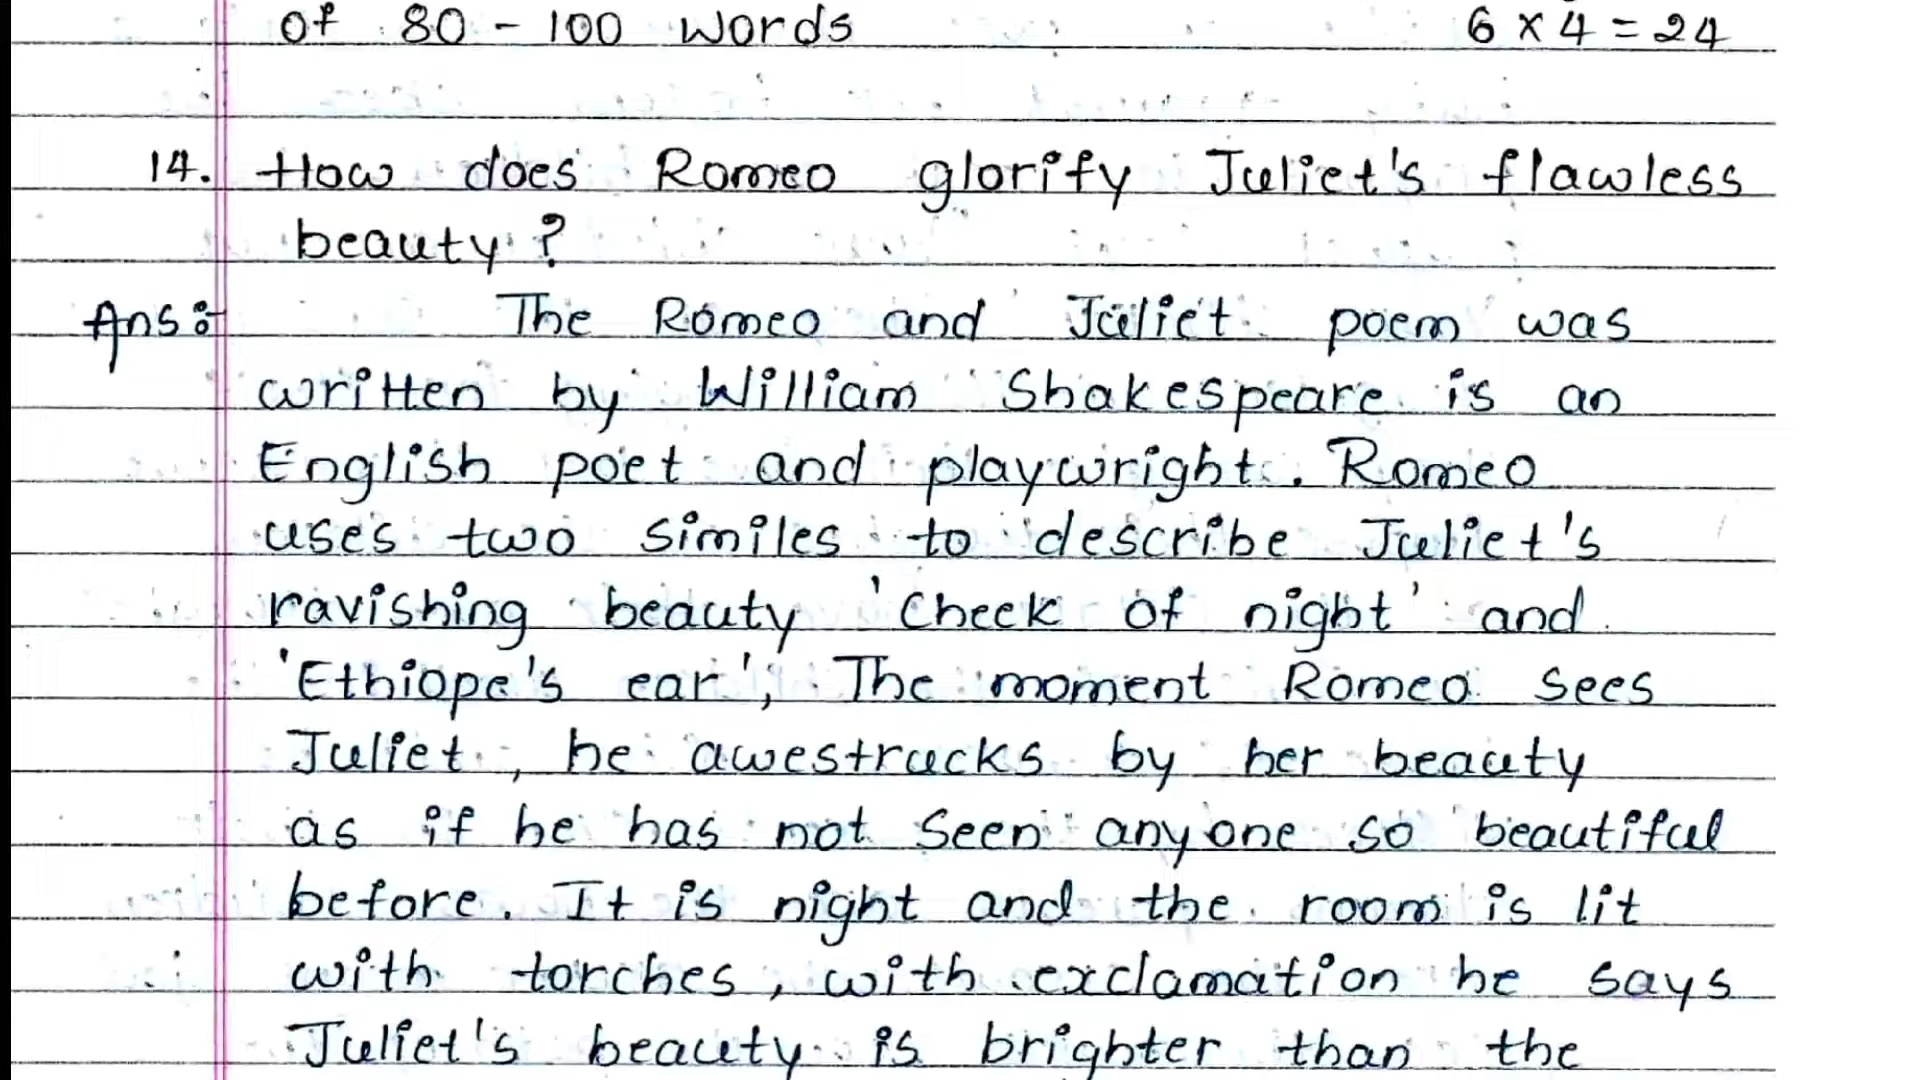 of 80 - 100 words 6 x 4 = 24
14. How does Romeo glorify Juliet's flawless
beauty ?
Ans: The Romeo and Juliet poem was
written by William Shakespeare is an
English poet and playwright. Romeo
uses two similes to describe Juliet's
ravishing beauty 'Cheek of night' and
'Ethiope's ear', The moment Romeo sees
Juliet, he awestrucks by her beauty
as if he has not seen anyone so beautiful
before. It is night and the room is lit
with torches, with exclamation he says
Juliet's beauty is brighter than the